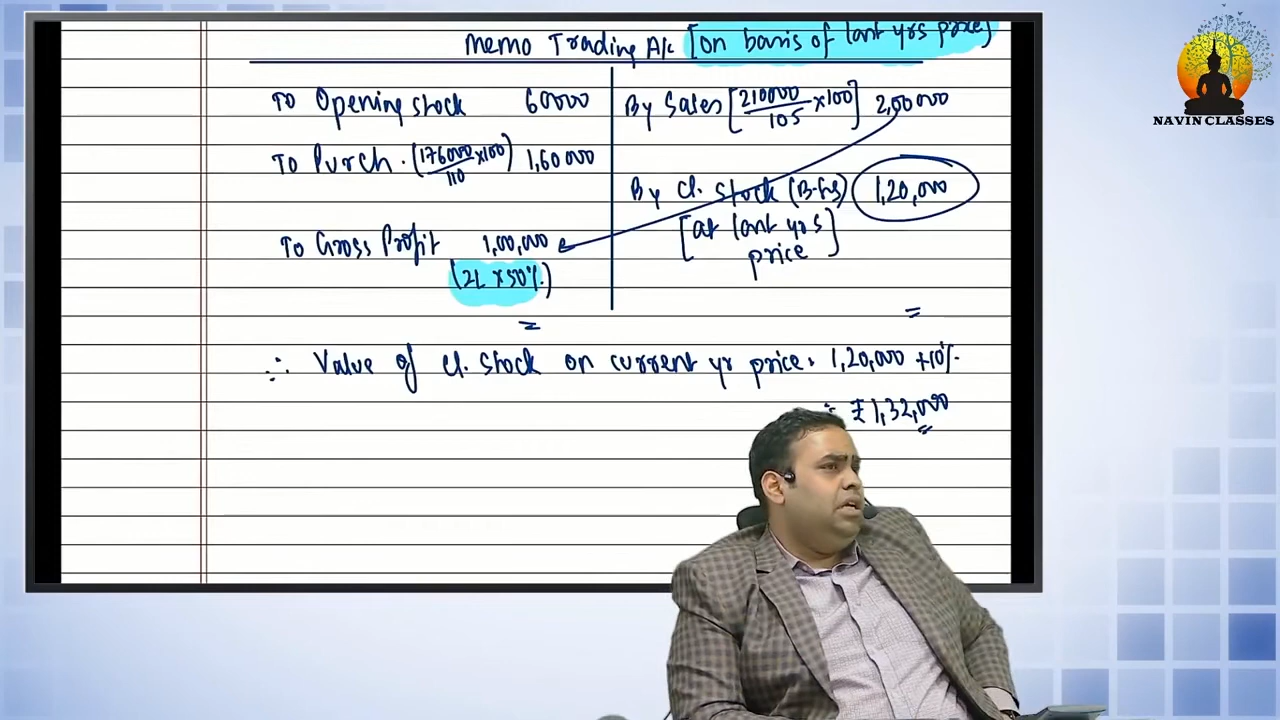 Memo Trading A/c [on basis of last yrs price]
To Opening stock 60000
By Sales [210000/105 x100] 2,00,000
To Purch. (176000/110 x100) 1,60,000
By Cl. Stock (B.fig) 1,20,000
[at last yrs price]
To Gross Profit 1,00,000
(2L x 50%)
=
=
∴ Value of Cl. Stock on current yr price = 1,20,000 +10%
₹1,32,000
NAVIN CLASSES